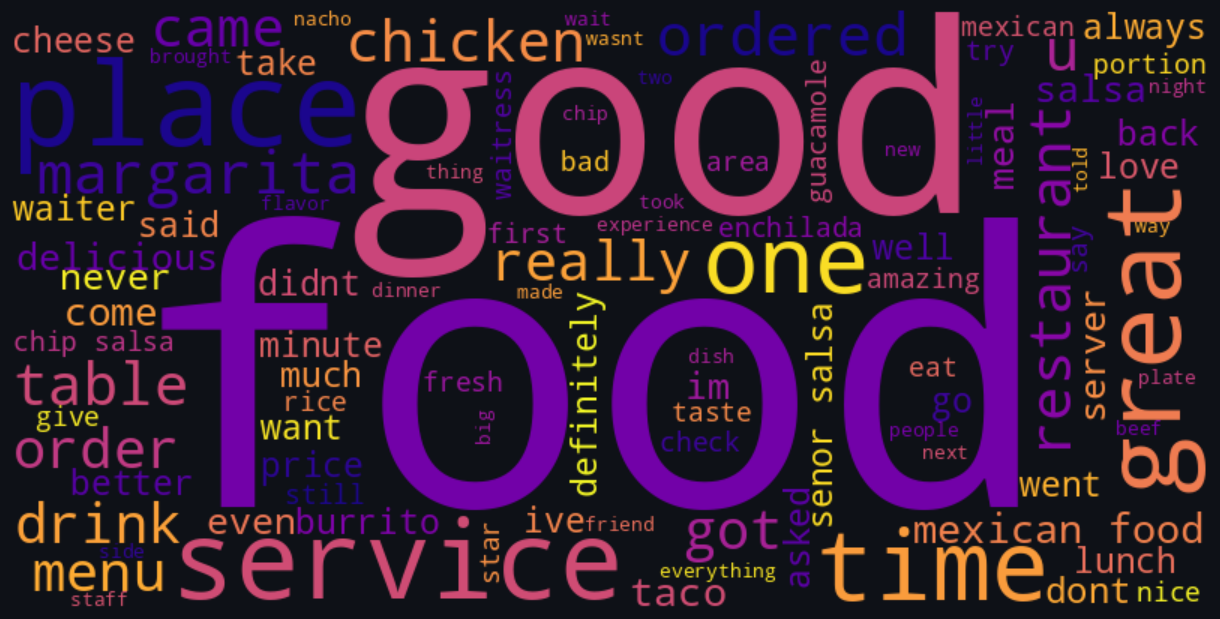 cheese
came
nacho
brought
take
chicken
wait
wasnt
ordered
mexican
try
always
portion
place
good
waitress
two
chip
bad
guacamole
area
new
little
meal
u
salsa
night
back
told
love
margarita
thing
flavor
took
waiter
said
first
experience
enchilada
well
restaurant
say
way
great
delicious
never
didnt
dinner
really
made
one
amazing
come
food
chip salsa
minute
definitely
senor salsa
server
table
much
rice
fresh
big
dish
im
taste
check
eat
go
people
next
plate
beef
give
want
order
price
better
still
went
drink
even
burrito
ive
friend
got
asked
mexican food
side
star
service
time
lunch
menu
everything
staff
taco
dont
nice